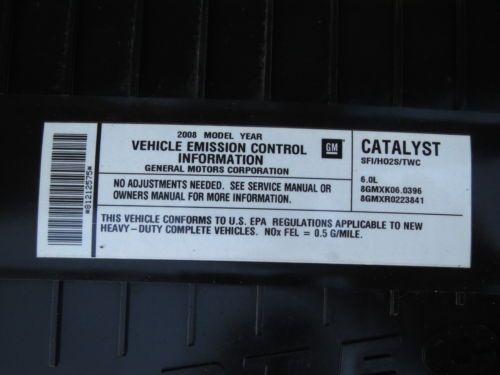 *81212575*
2008 MODEL YEAR
VEHICLE EMISSION CONTROL
INFORMATION
GENERAL MOTORS CORPORATION
GM
CATALYST
SFI/HO2S/TWC
NO ADJUSTMENTS NEEDED. SEE SERVICE MANUAL OR
OWNERS MANUAL FOR MORE INFORMATION.
6.0L
8GMXK06.0396
8GMXR0223841
THIS VEHICLE CONFORMS TO U.S. EPA REGULATIONS APPLICABLE TO NEW
HEAVY-DUTY COMPLETE VEHICLES. NOx FEL = 0.5 G/MILE.